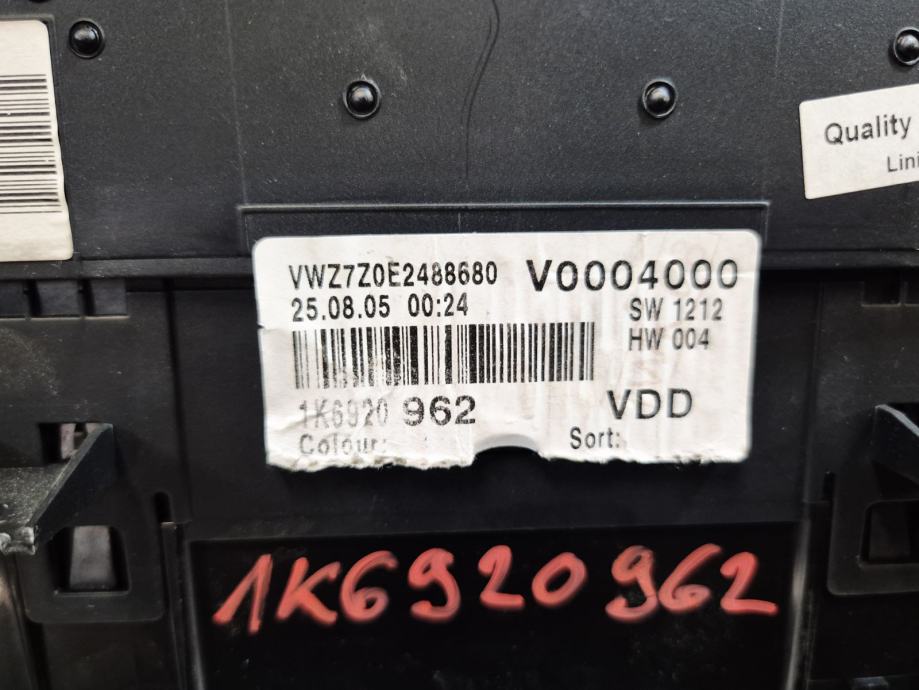 Quality
VWZ7Z0E2488680 V0004000
25.08.05 00:24 SW 1212
HW 004
1K6920 962 VDD
Colour: Sort:
1K6920962